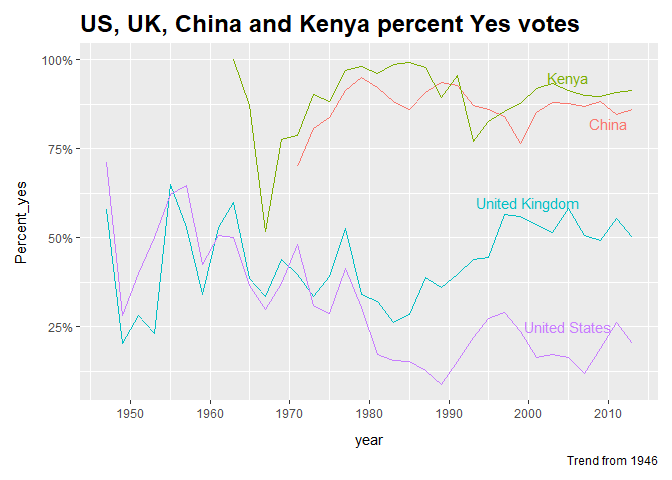 US, UK, China and Kenya percent Yes votes
100%
75%
50%
25%
Percent_yes
Kenya
China
United Kingdom
United States
1950 1960 1970 1980 1990 2000 2010
year
Trend from 1946